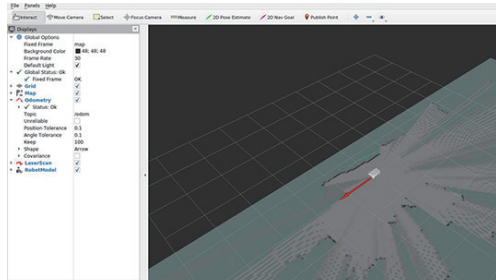 File Panels Help
Interact Move Camera Select Focus Camera Measure 2D Pose Estimate 2D Nav Goal Publish Point
Displays
Global Options
Fixed Frame map
Background Color 48; 48; 48
Frame Rate 30
Default Light
Global Status: Ok
Fixed Frame OK
Grid
Map
Odometry
Status: Ok
Topic /odom
Unreliable
Position Tolerance 0.1
Angle Tolerance 0.1
Keep 100
Shape Arrow
Covariance
LaserScan
RobotModel